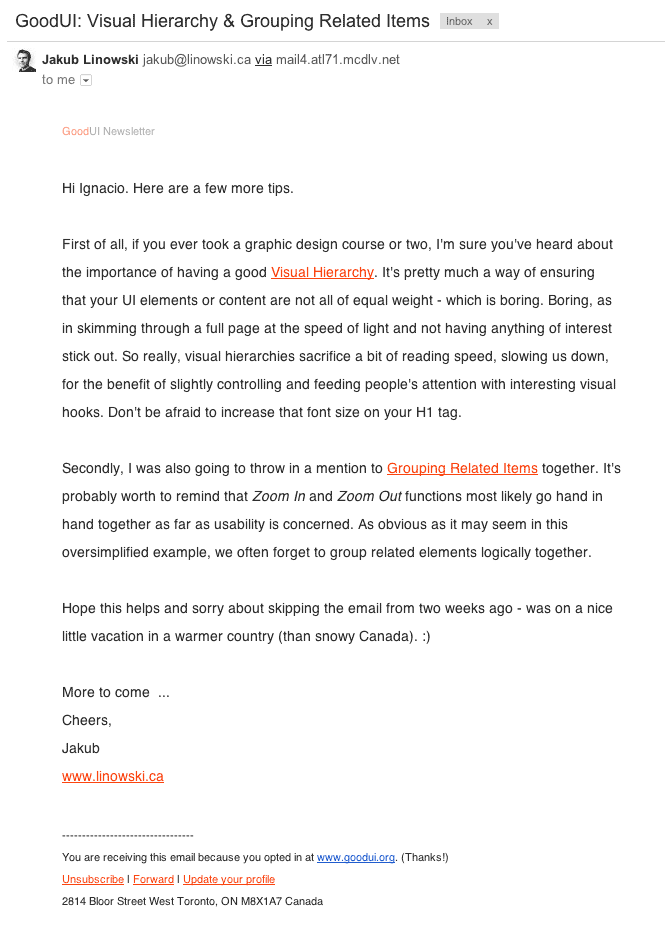 GoodUI: Visual Hierarchy & Grouping Related Items Inbox x
Jakub Linowski jakub@linowski.ca via mail4.atl71.mcdlv.net
to me
GoodUI Newsletter
Hi Ignacio. Here are a few more tips.
First of all, if you ever took a graphic design course or two, I'm sure you've heard about
the importance of having a good Visual Hierarchy. It's pretty much a way of ensuring
that your UI elements or content are not all of equal weight - which is boring. Boring, as
in skimming through a full page at the speed of light and not having anything of interest
stick out. So really, visual hierarchies sacrifice a bit of reading speed, slowing us down,
for the benefit of slightly controlling and feeding people's attention with interesting visual
hooks. Don't be afraid to increase that font size on your H1 tag.
Secondly, I was also going to throw in a mention to Grouping Related Items together. It's
probably worth to remind that Zoom In and Zoom Out functions most likely go hand in
hand together as far as usability is concerned. As obvious as it may seem in this
oversimplified example, we often forget to group related elements logically together.
Hope this helps and sorry about skipping the email from two weeks ago - was on a nice
little vacation in a warmer country (than snowy Canada). :)
More to come  ...
Cheers,
Jakub
www.linowski.ca
---------------------------------
You are receiving this email because you opted in at www.goodui.org. (Thanks!)
Unsubscribe | Forward | Update your profile
2814 Bloor Street West Toronto, ON M8X1A7 Canada